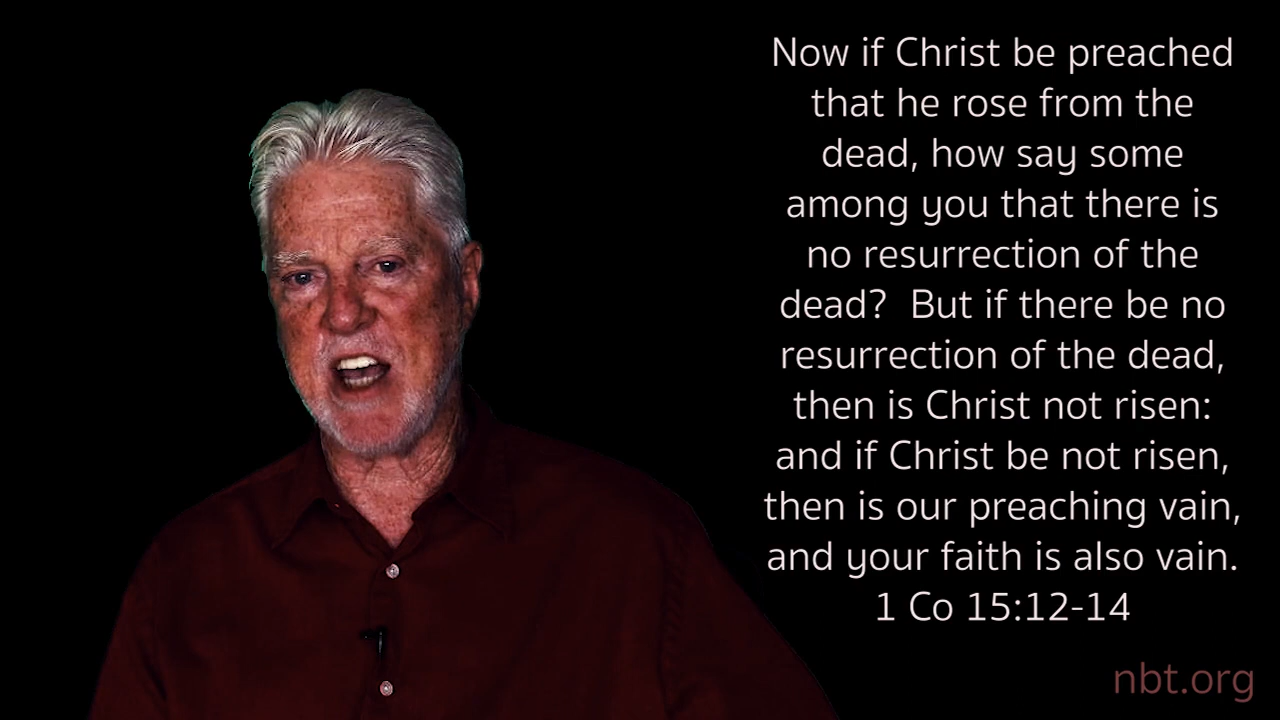 Now if Christ be preached
that he rose from the
dead, how say some
among you that there is
no resurrection of the
dead?  But if there be no
resurrection of the dead,
then is Christ not risen:
and if Christ be not risen,
then is our preaching vain,
and your faith is also vain.
1 Co 15:12-14
nbt.org